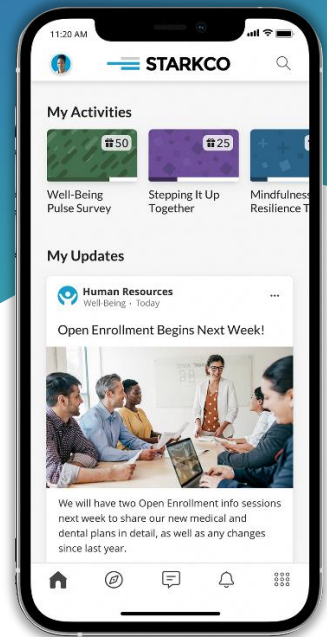 11:20 AM
STARKCO
My Activities
50
25
Well-Being
Pulse Survey
Stepping It Up
Together
Mindfulness
Resilience T
My Updates
Human Resources
Well-Being • Today
Open Enrollment Begins Next Week!
We will have two Open Enrollment info sessions
next week to share our new medical and
dental plans in detail, as well as any changes
since last year.